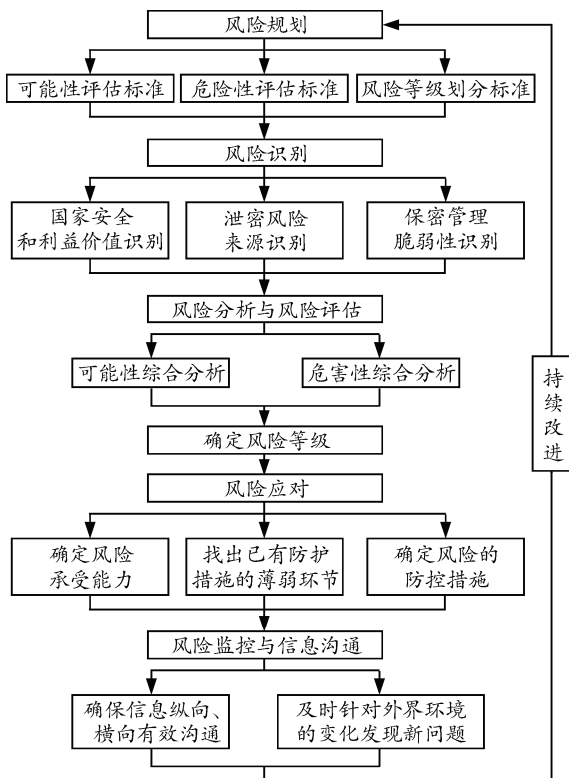 风险规划
可能性评估标准
危险性评估标准
风险等级划分标准
风险识别
国家安全
和利益价值识别
泄密风险
来源识别
保密管理
脆弱性识别
风险分析与风险评估
可能性综合分析
危害性综合分析
持续改进
确定风险等级
风险应对
确定风险
承受能力
找出已有防护
措施的薄弱环节
确定风险的
防控措施
风险监控与信息沟通
确保信息纵向、
横向有效沟通
及时针对外界环境
的变化发现新问题